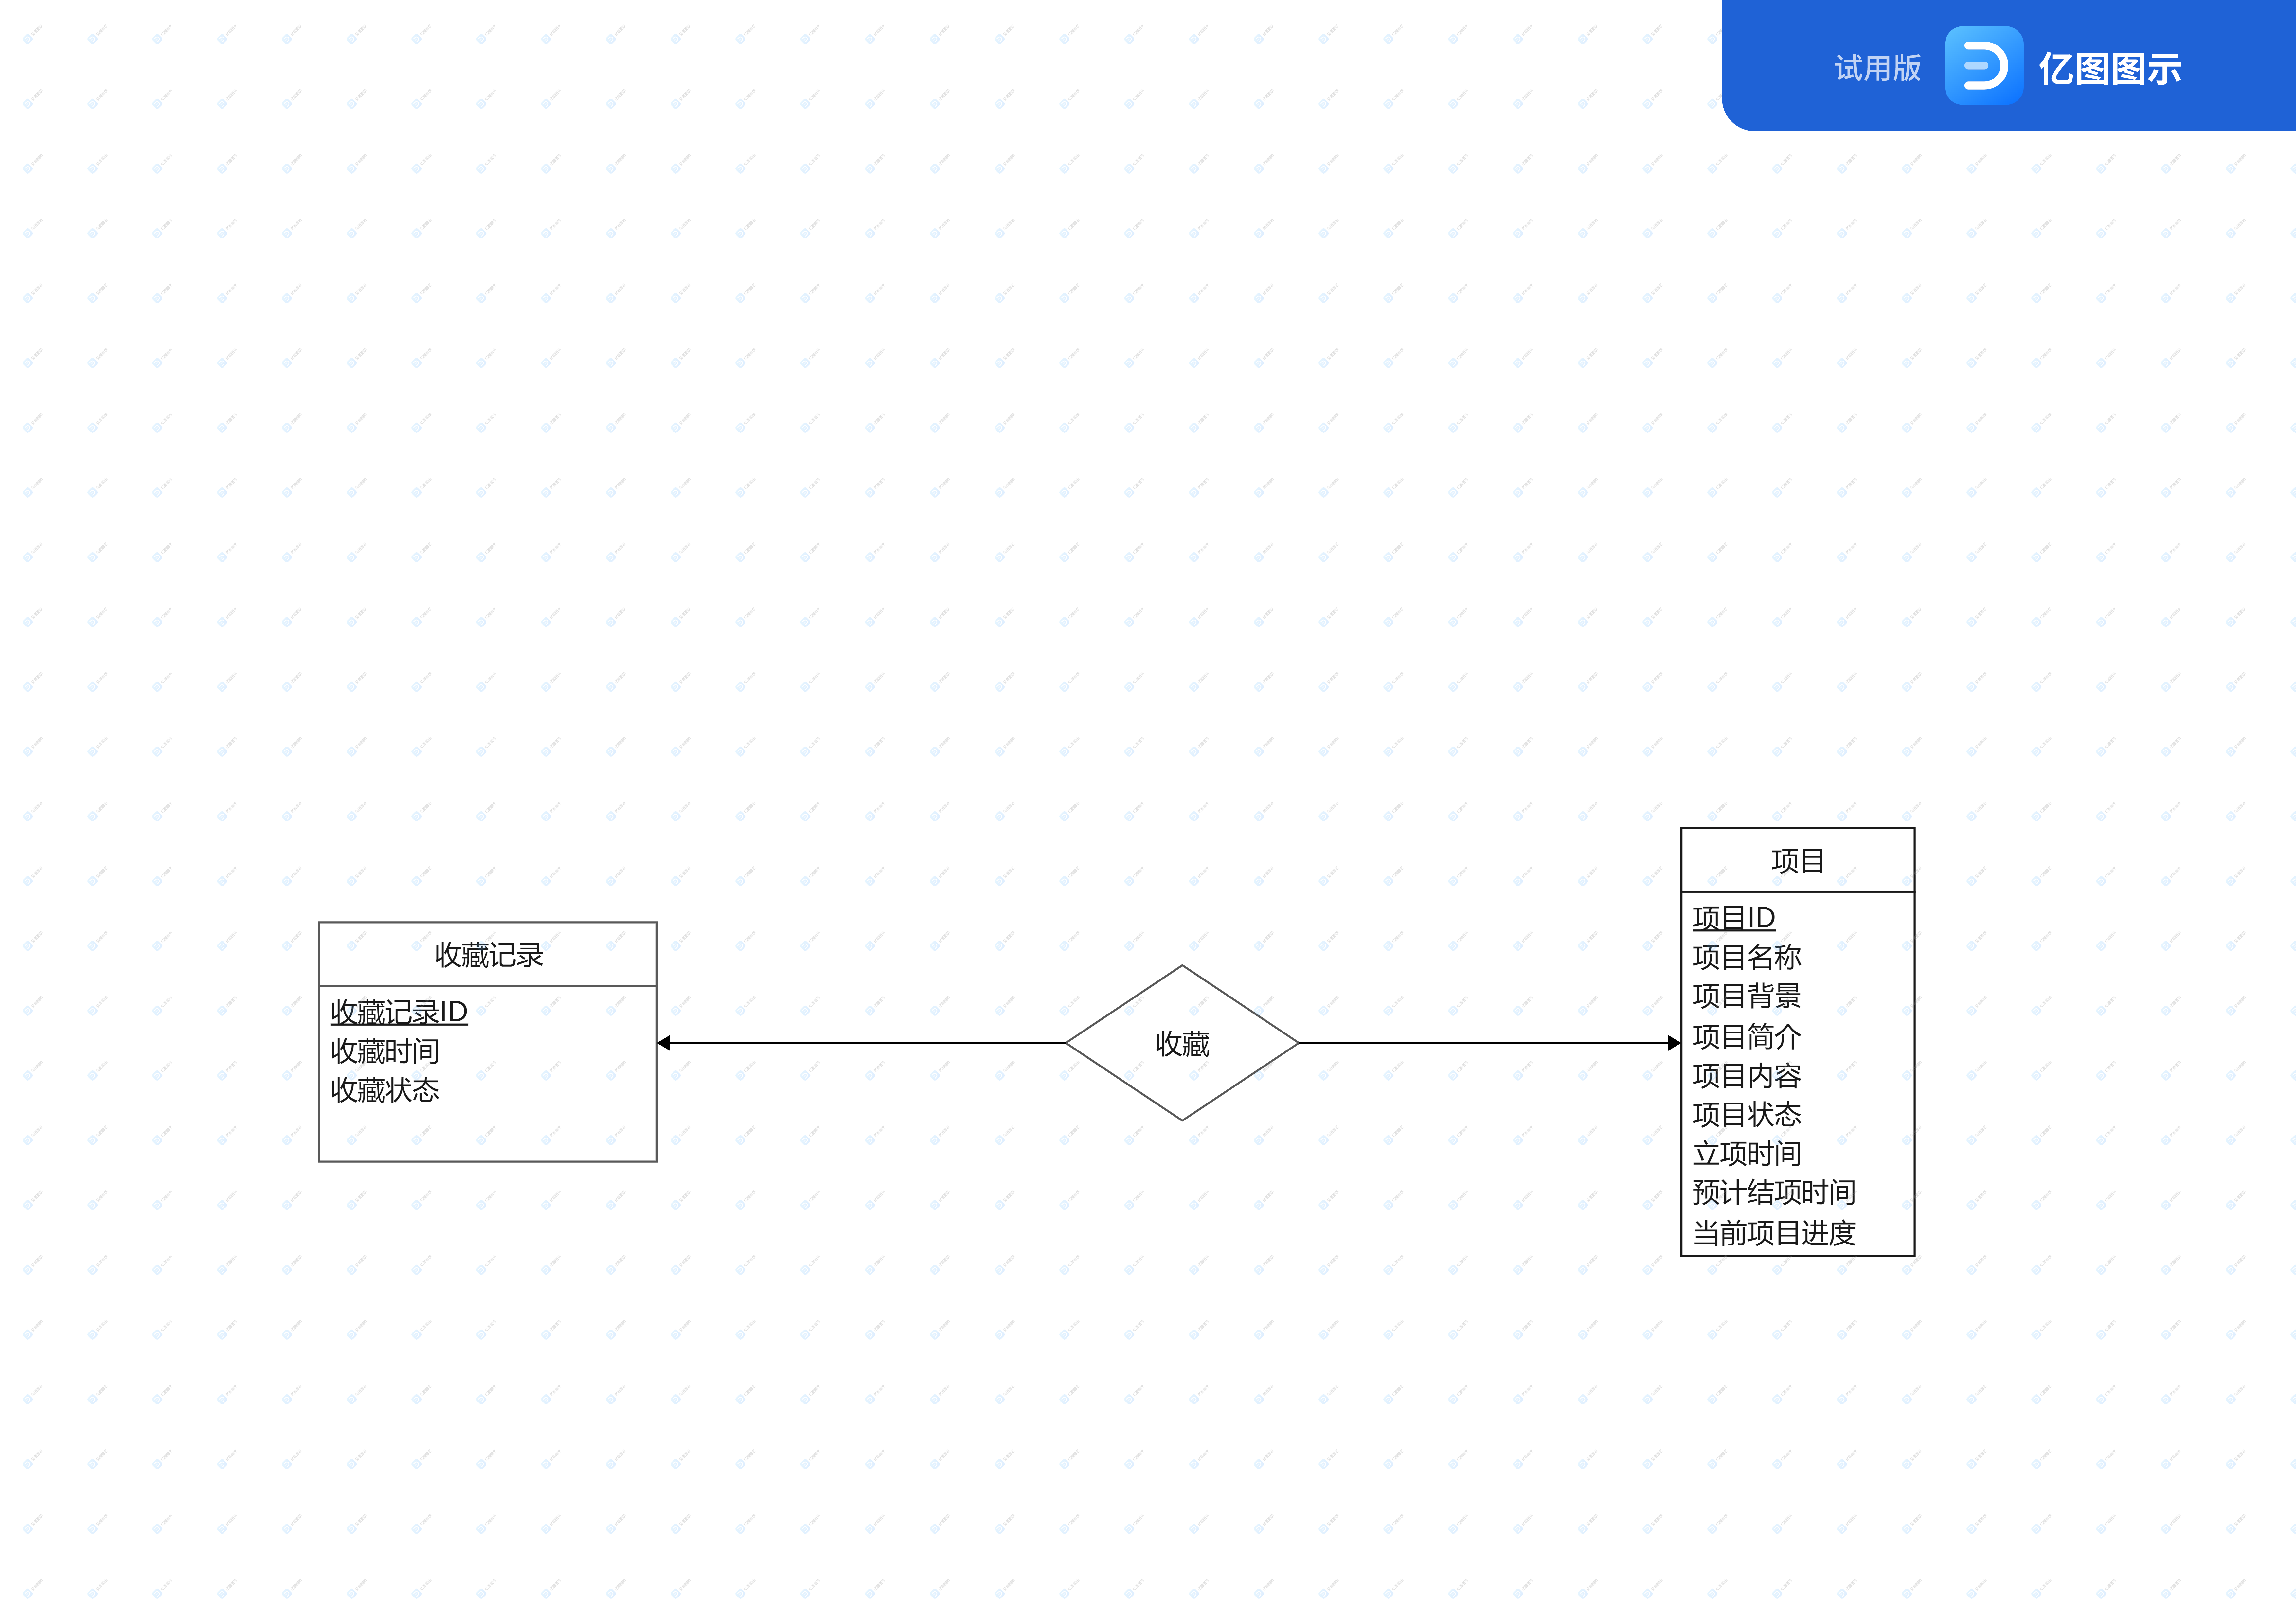 试用版 亿图图示
项目
项目ID
项目名称
项目背景
项目简介
项目内容
项目状态
立项时间
预计结项时间
当前项目进度
收藏记录
收藏记录ID
收藏时间
收藏状态
收藏